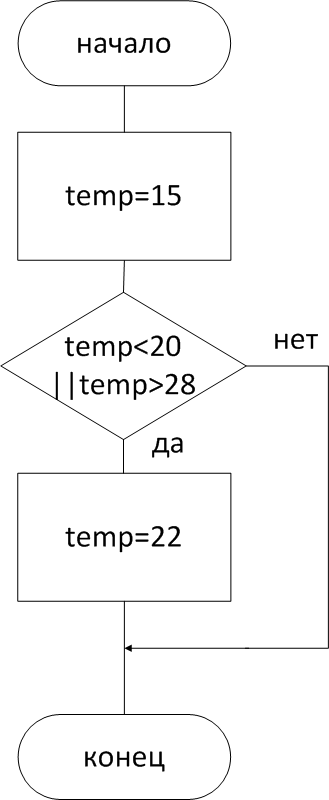 начало
temp=15
temp<20
||temp>28
нет
да
temp=22
конец